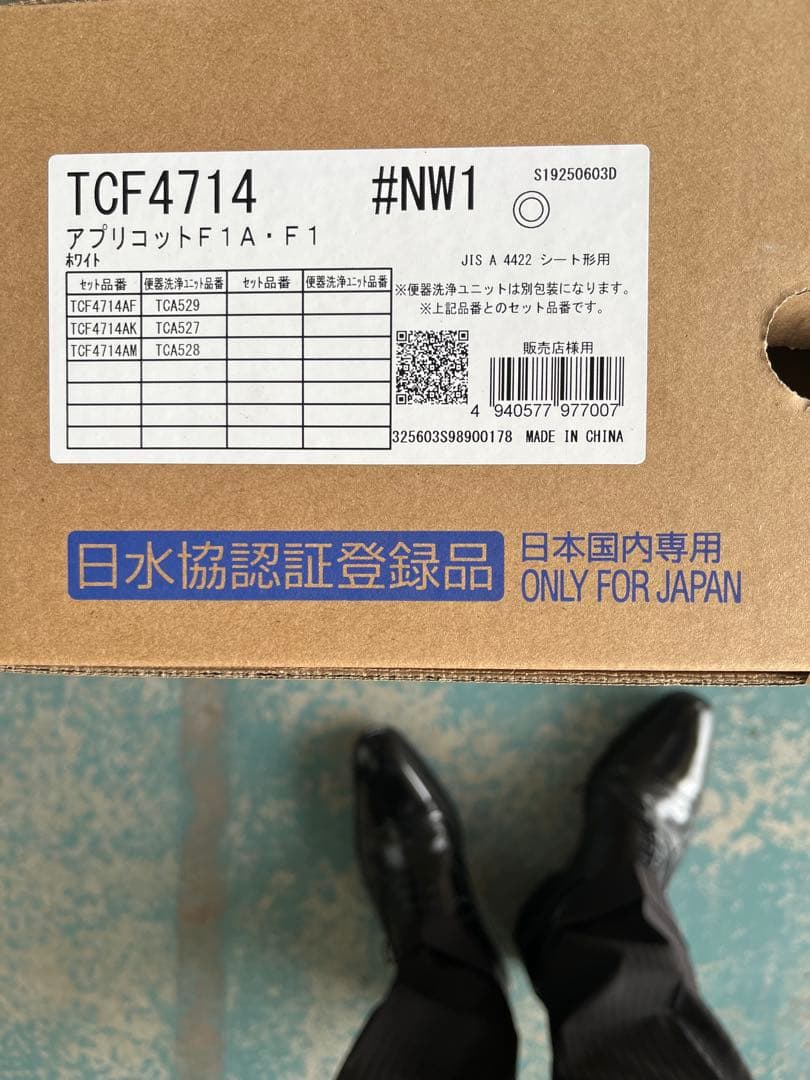 TCF4714 #NW1 S19250603D
アプリコットF1A・F1
ホワイト
JIS A 4422 シート形用
セット品番 便器洗浄ユニット品番 セット品番 便器洗浄ユニット品番
TCF4714AF TCA529
TCF4714AK TCA527
TCF4714AM TCA528
※便器洗浄ユニットは別包装になります。
※上記品番とのセット品番です。
販売店様用
4 940577 977007
325603S98900178 MADE IN CHINA
日水協認証登録品
日本国内専用
ONLY FOR JAPAN